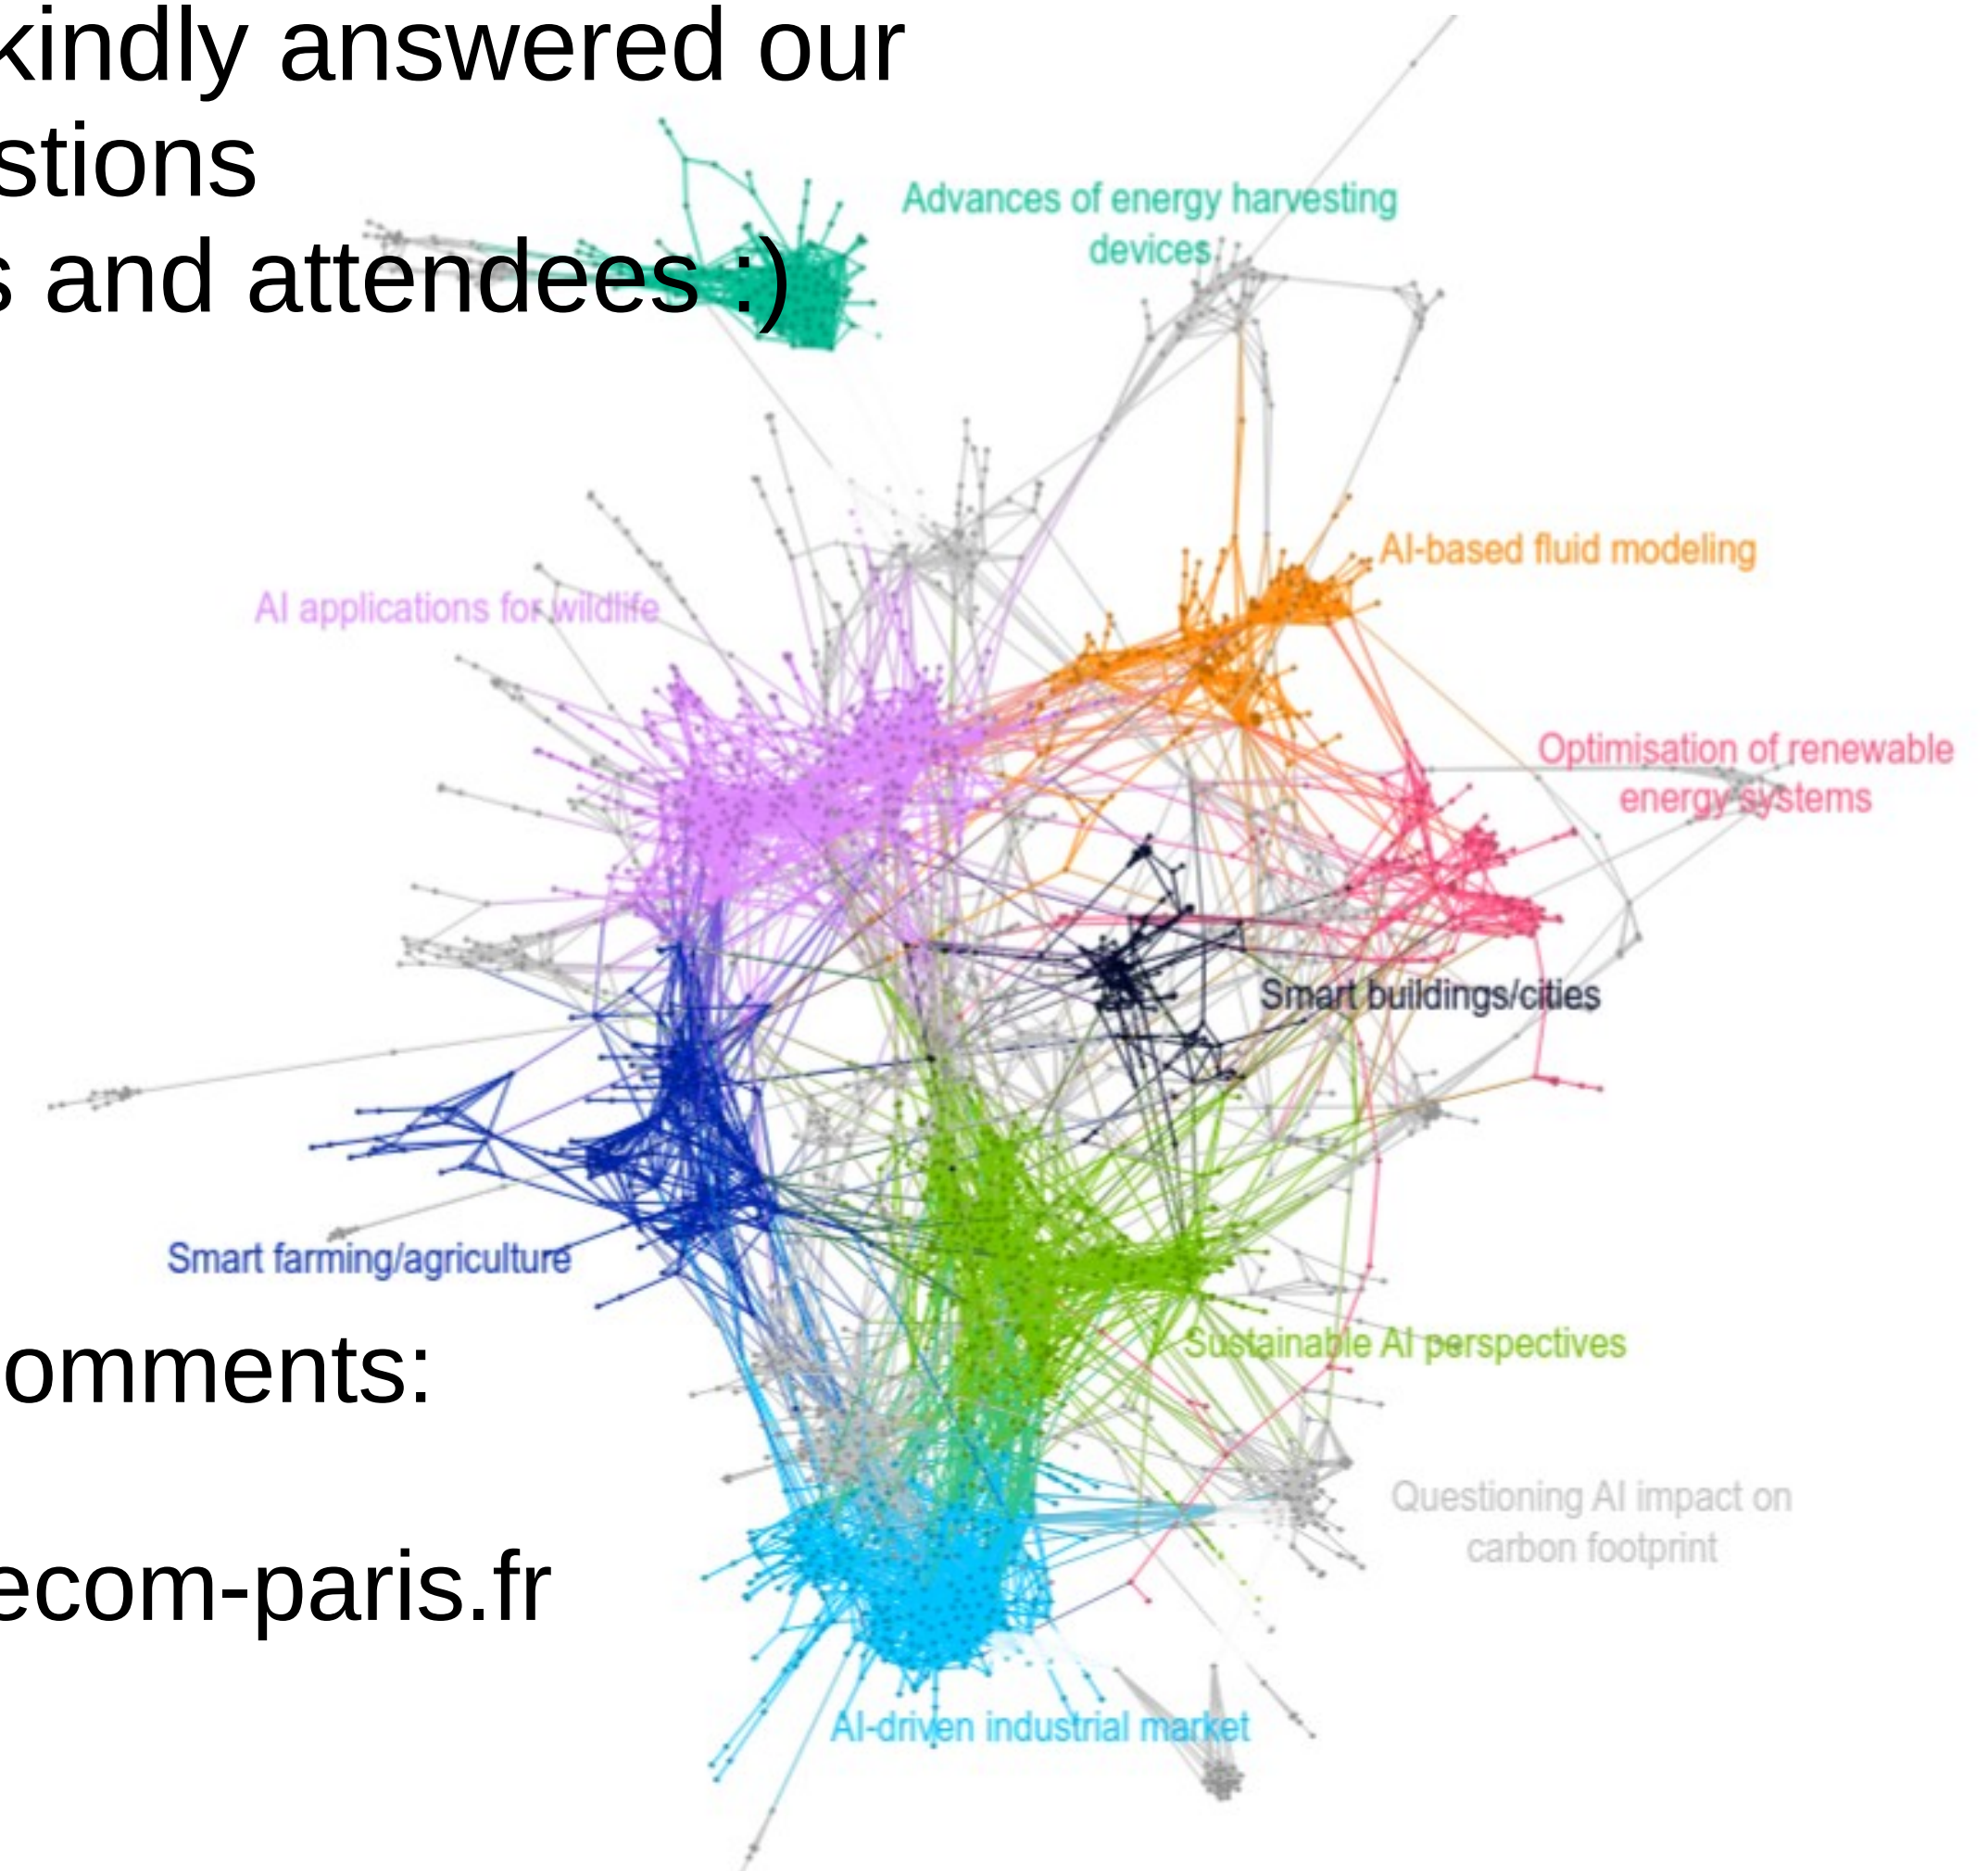 kindly answered our
stions
s and attendees :)
Advances of energy harvesting
devices
AI-based fluid modeling
AI applications for wildlife
Optimisation of renewable
energy systems
Smart buildings/cities
Smart farming/agriculture
Sustainable AI perspectives
omments:
Questioning AI impact on
carbon footprint
ecom-paris.fr
AI-driven industrial market